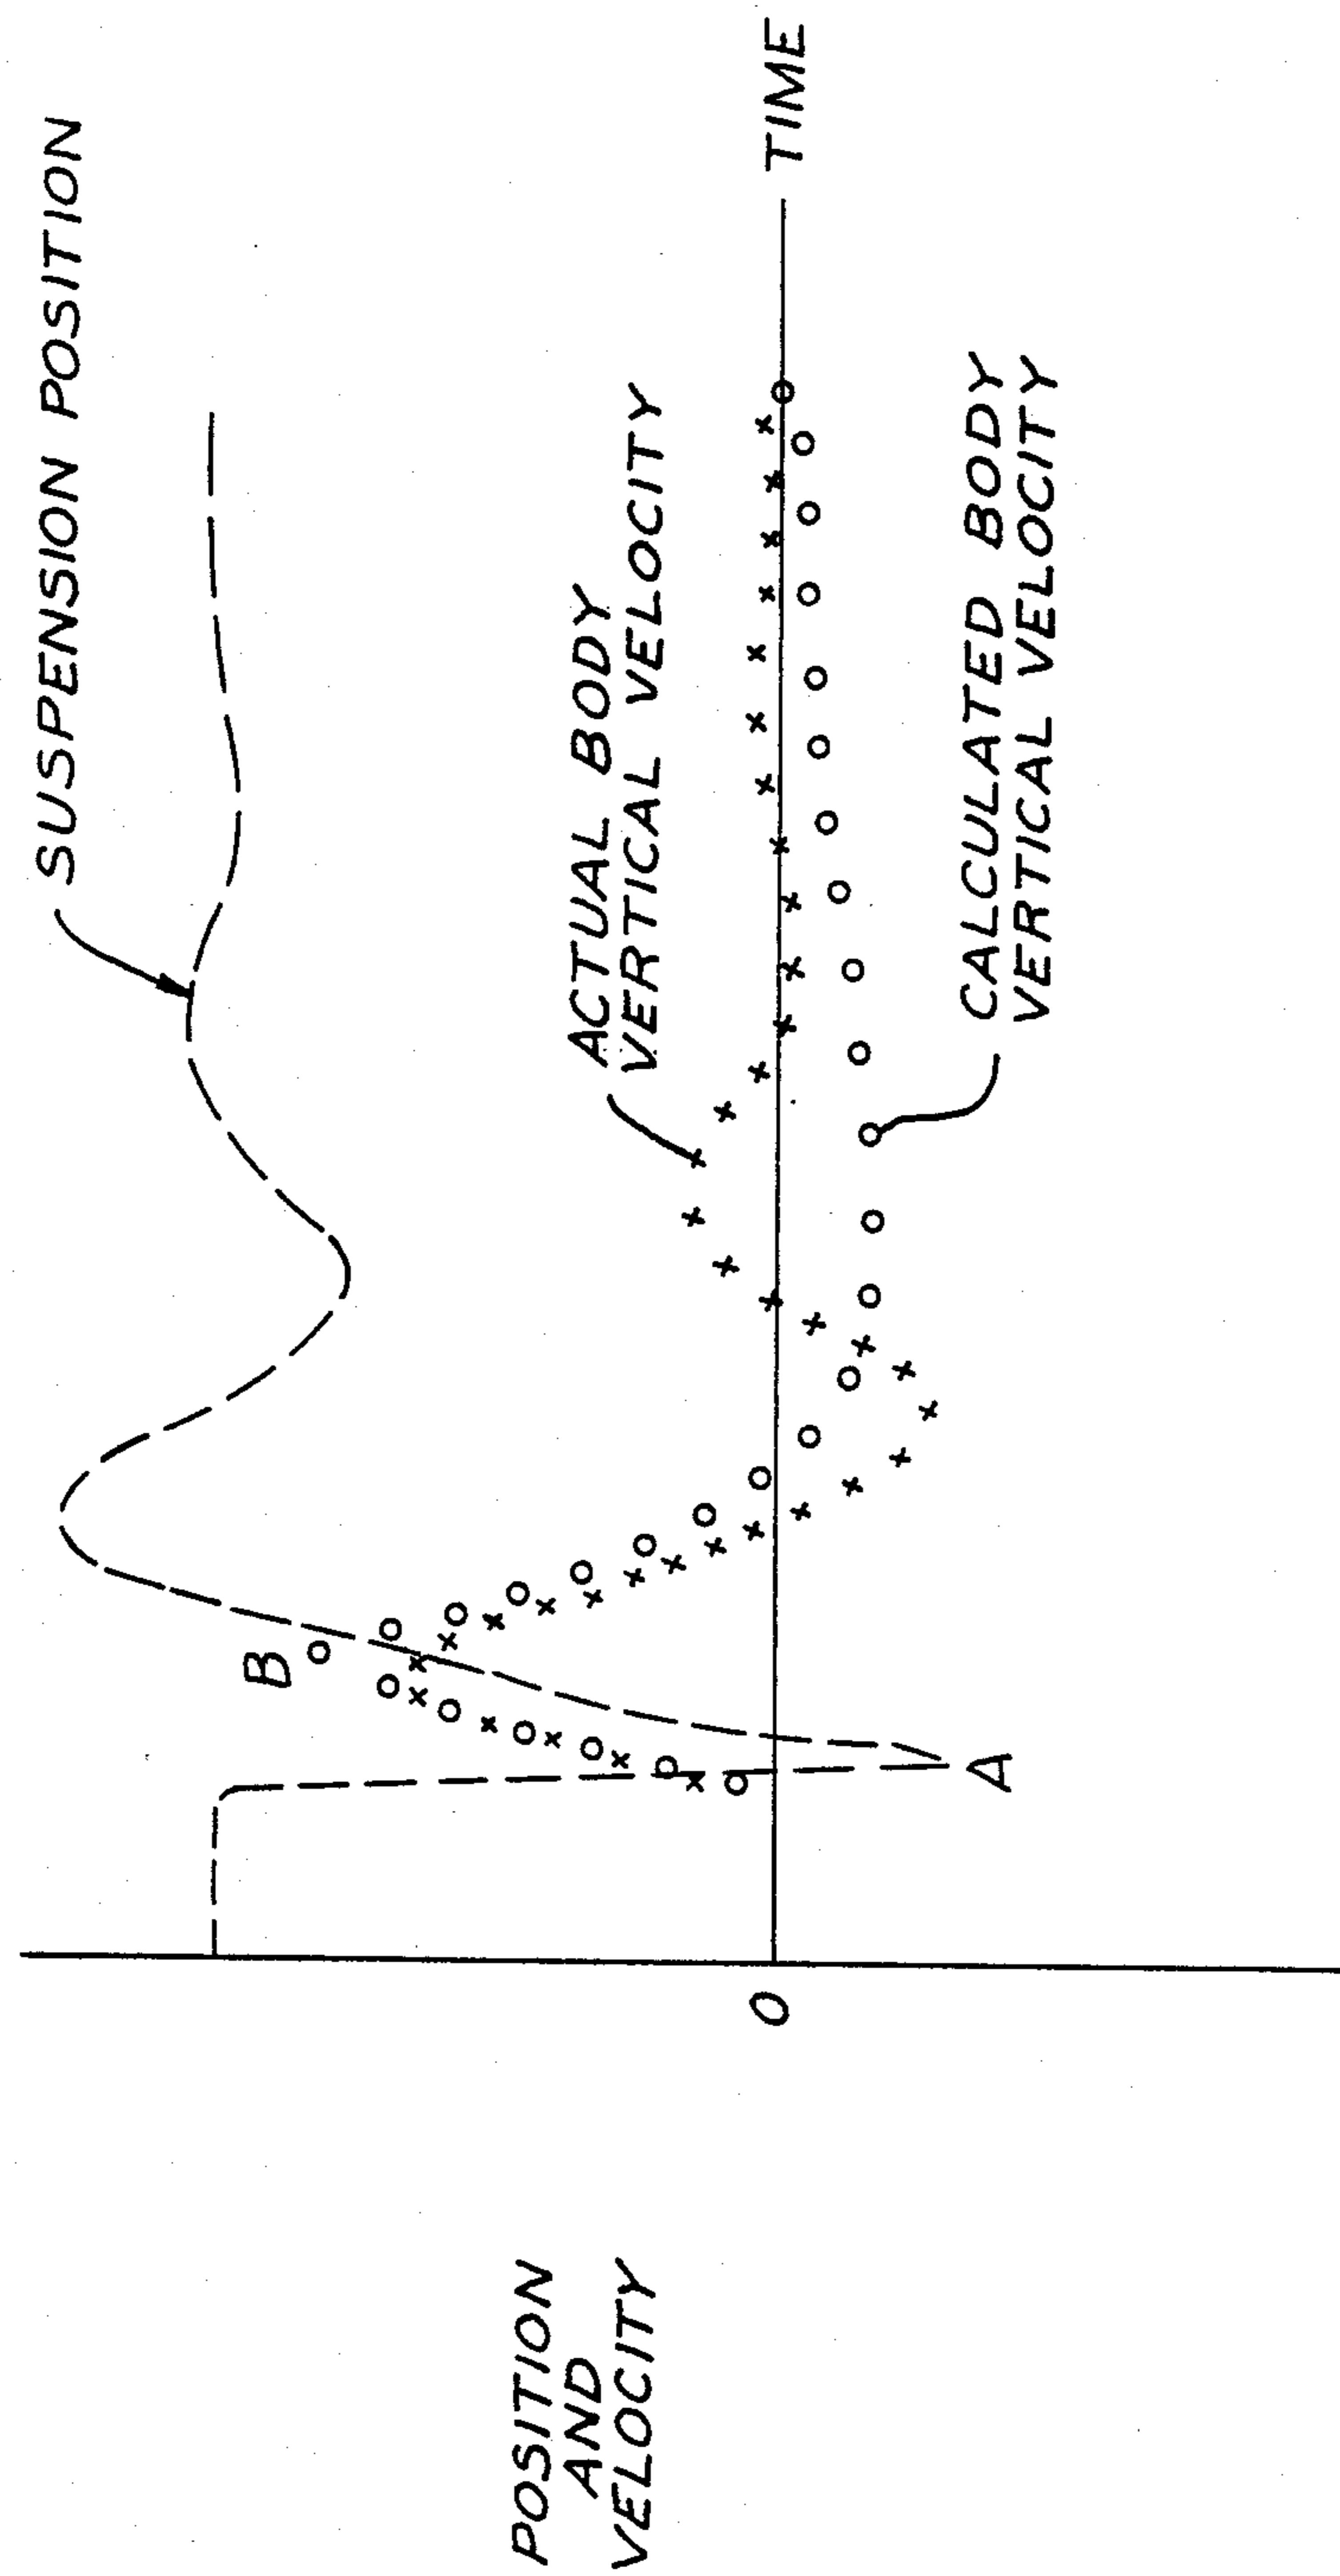 SUSPENSION POSITION
B
ACTUAL BODY
VERTICAL VELOCITY
POSITION
AND
VELOCITY
0
TIME
A
CALCULATED BODY
VERTICAL VELOCITY